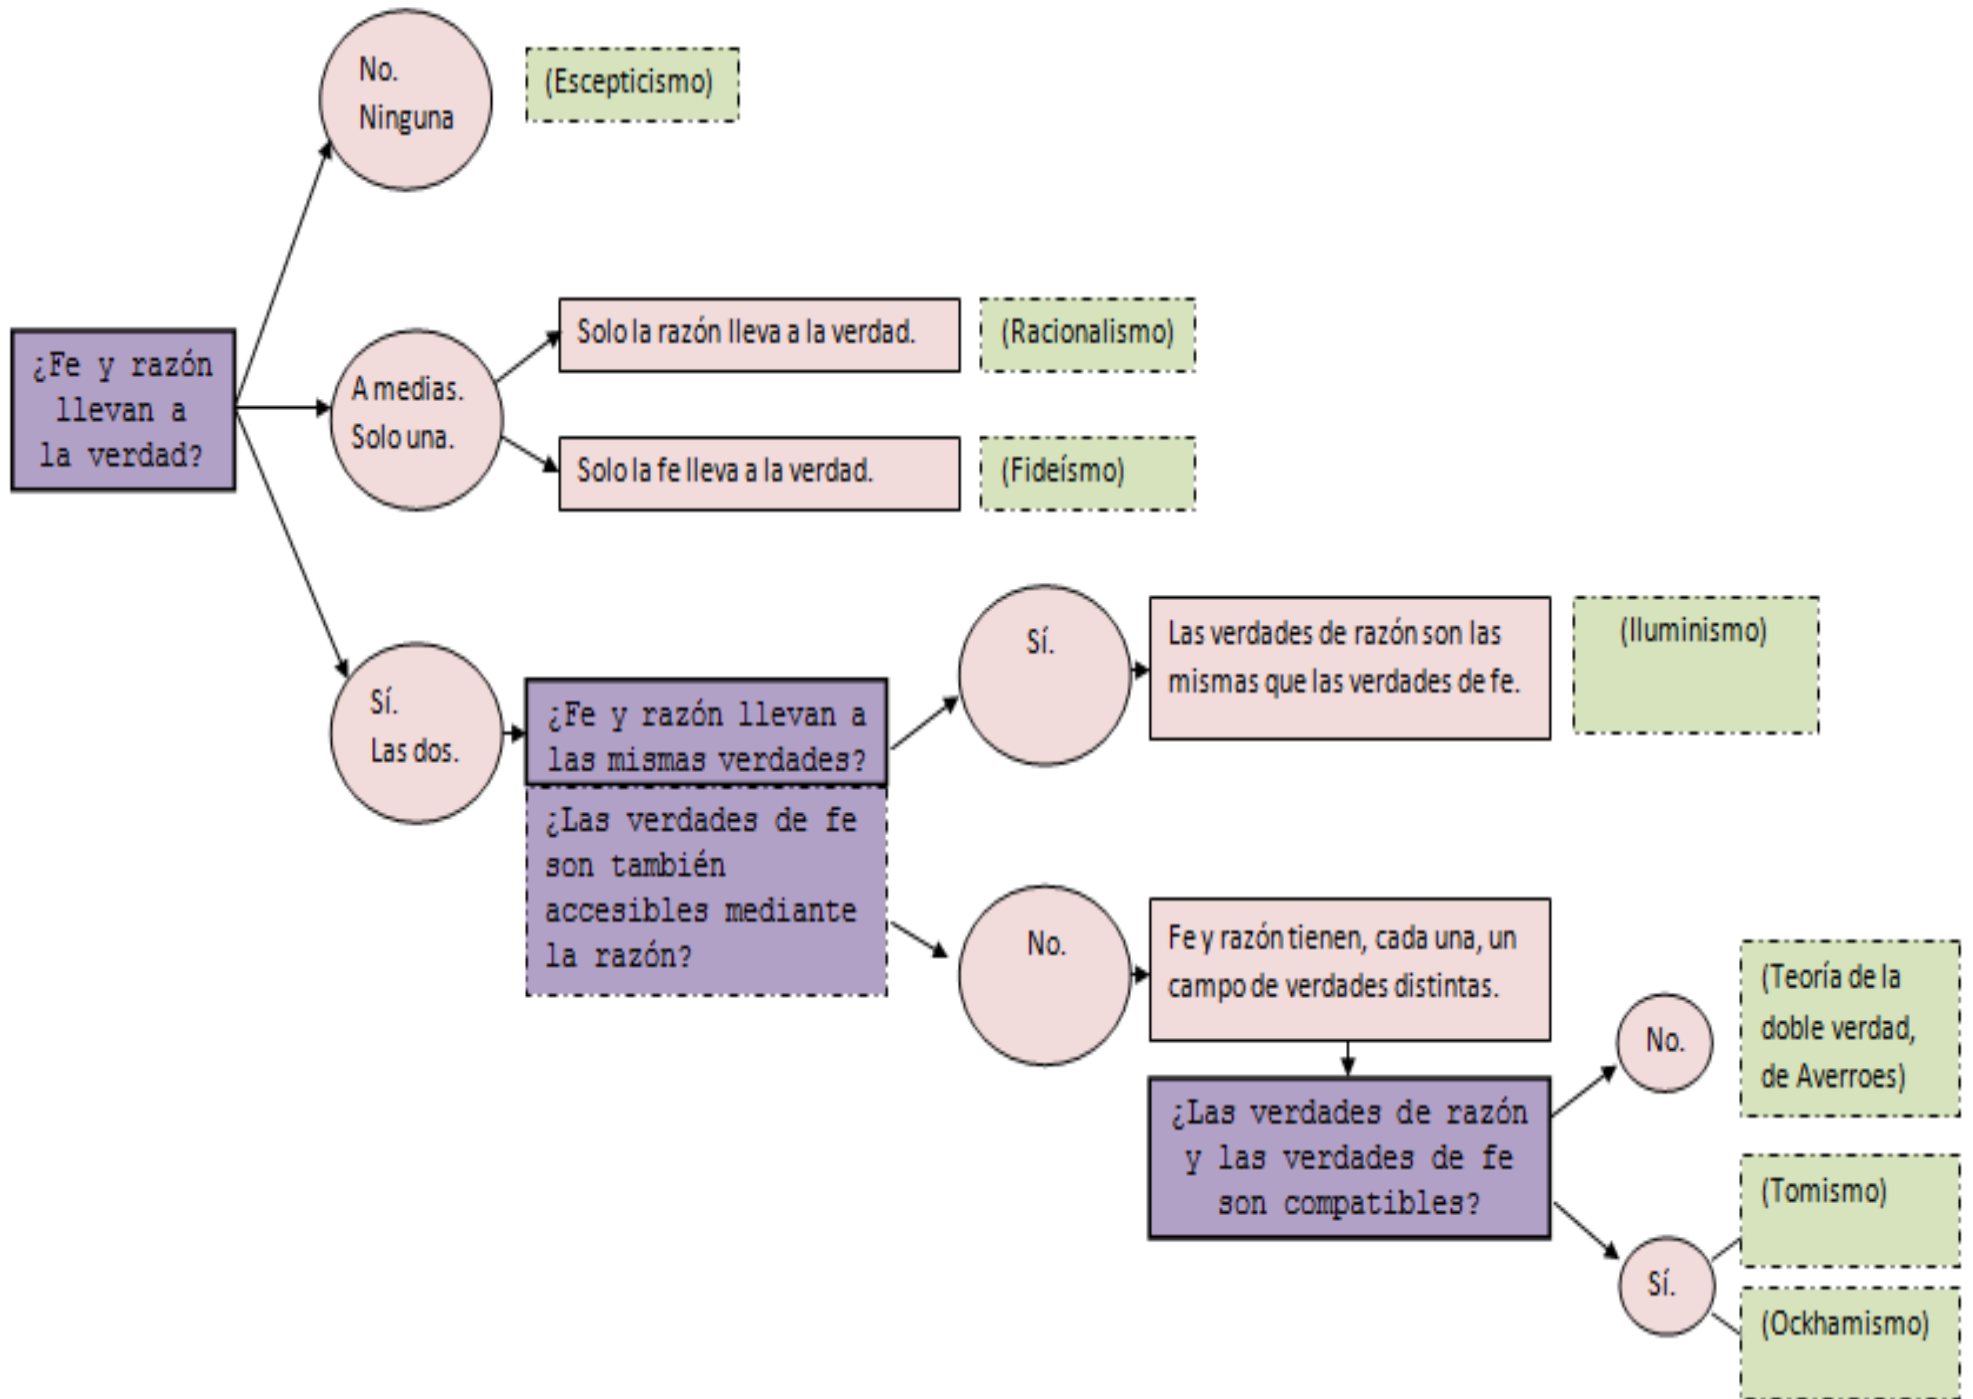 No.
Ninguna
(Escepticismo)
¿Fe y razón
llevan a
la verdad?
A medias.
Solo una.
Solo la razón lleva a la verdad.
(Racionalismo)
Solo la fe lleva a la verdad.
(Fideísmo)
Sí.
Las dos.
¿Fe y razón llevan a
las mismas verdades?
¿Las verdades de fe
son también
accesibles mediante
la razón?
Sí.
Las verdades de razón son las
mismas que las verdades de fe.
(Iluminismo)
No.
Fe y razón tienen, cada una, un
campo de verdades distintas.
¿Las verdades de razón
y las verdades de fe
son compatibles?
No.
(Teoría de la
doble verdad,
de Averroes)
Sí.
(Tomismo)
(Ockhamismo)